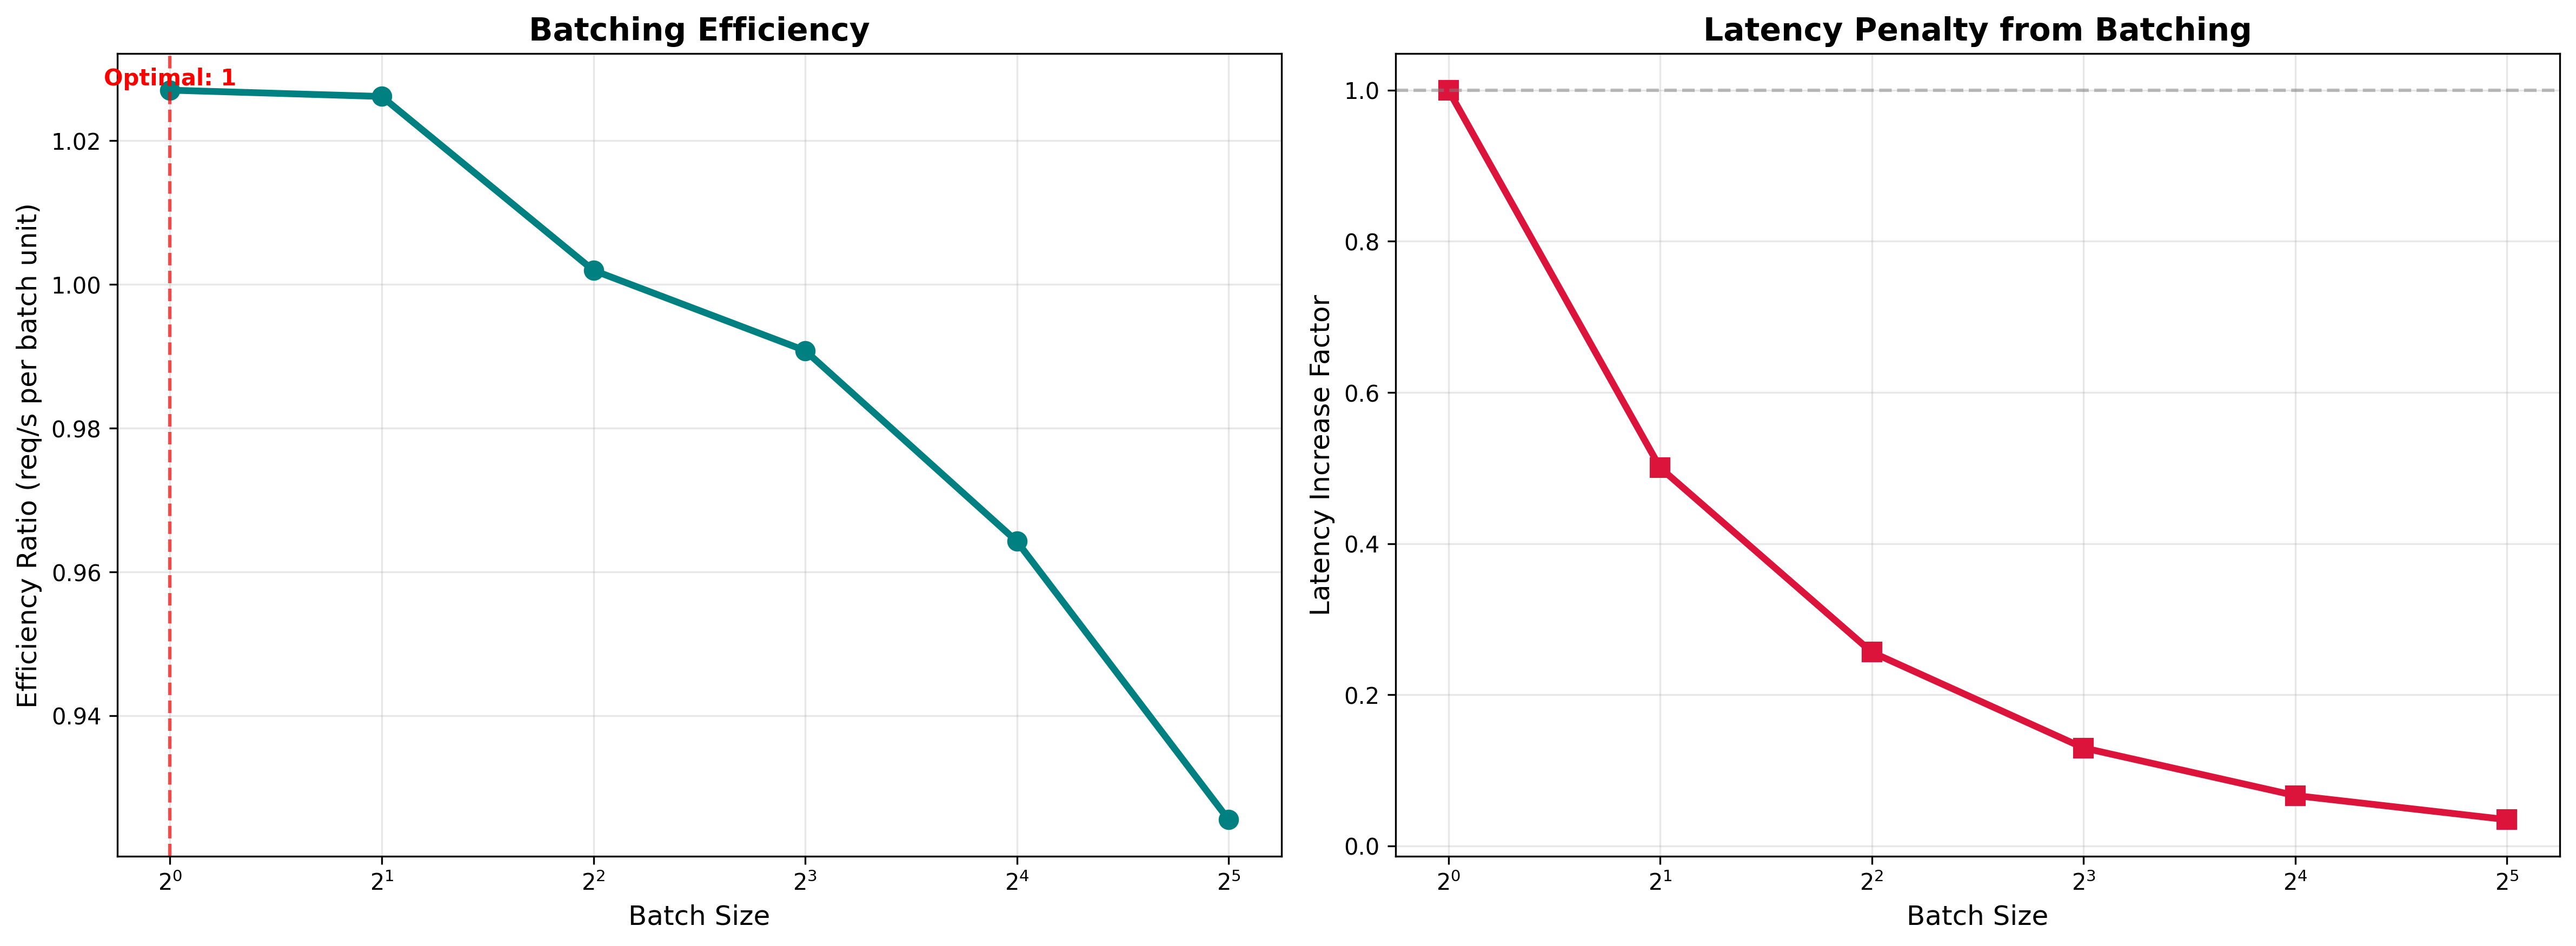 Batching Efficiency
Optimal: 1
Efficiency Ratio (req/s per batch unit)
1.02
1.00
0.98
0.96
0.94
2⁰ 2¹ 2² 2³ 2⁴ 2⁵
Batch Size
Latency Penalty from Batching
Latency Increase Factor
1.0
0.8
0.6
0.4
0.2
0.0
2⁰ 2¹ 2² 2³ 2⁴ 2⁵
Batch Size